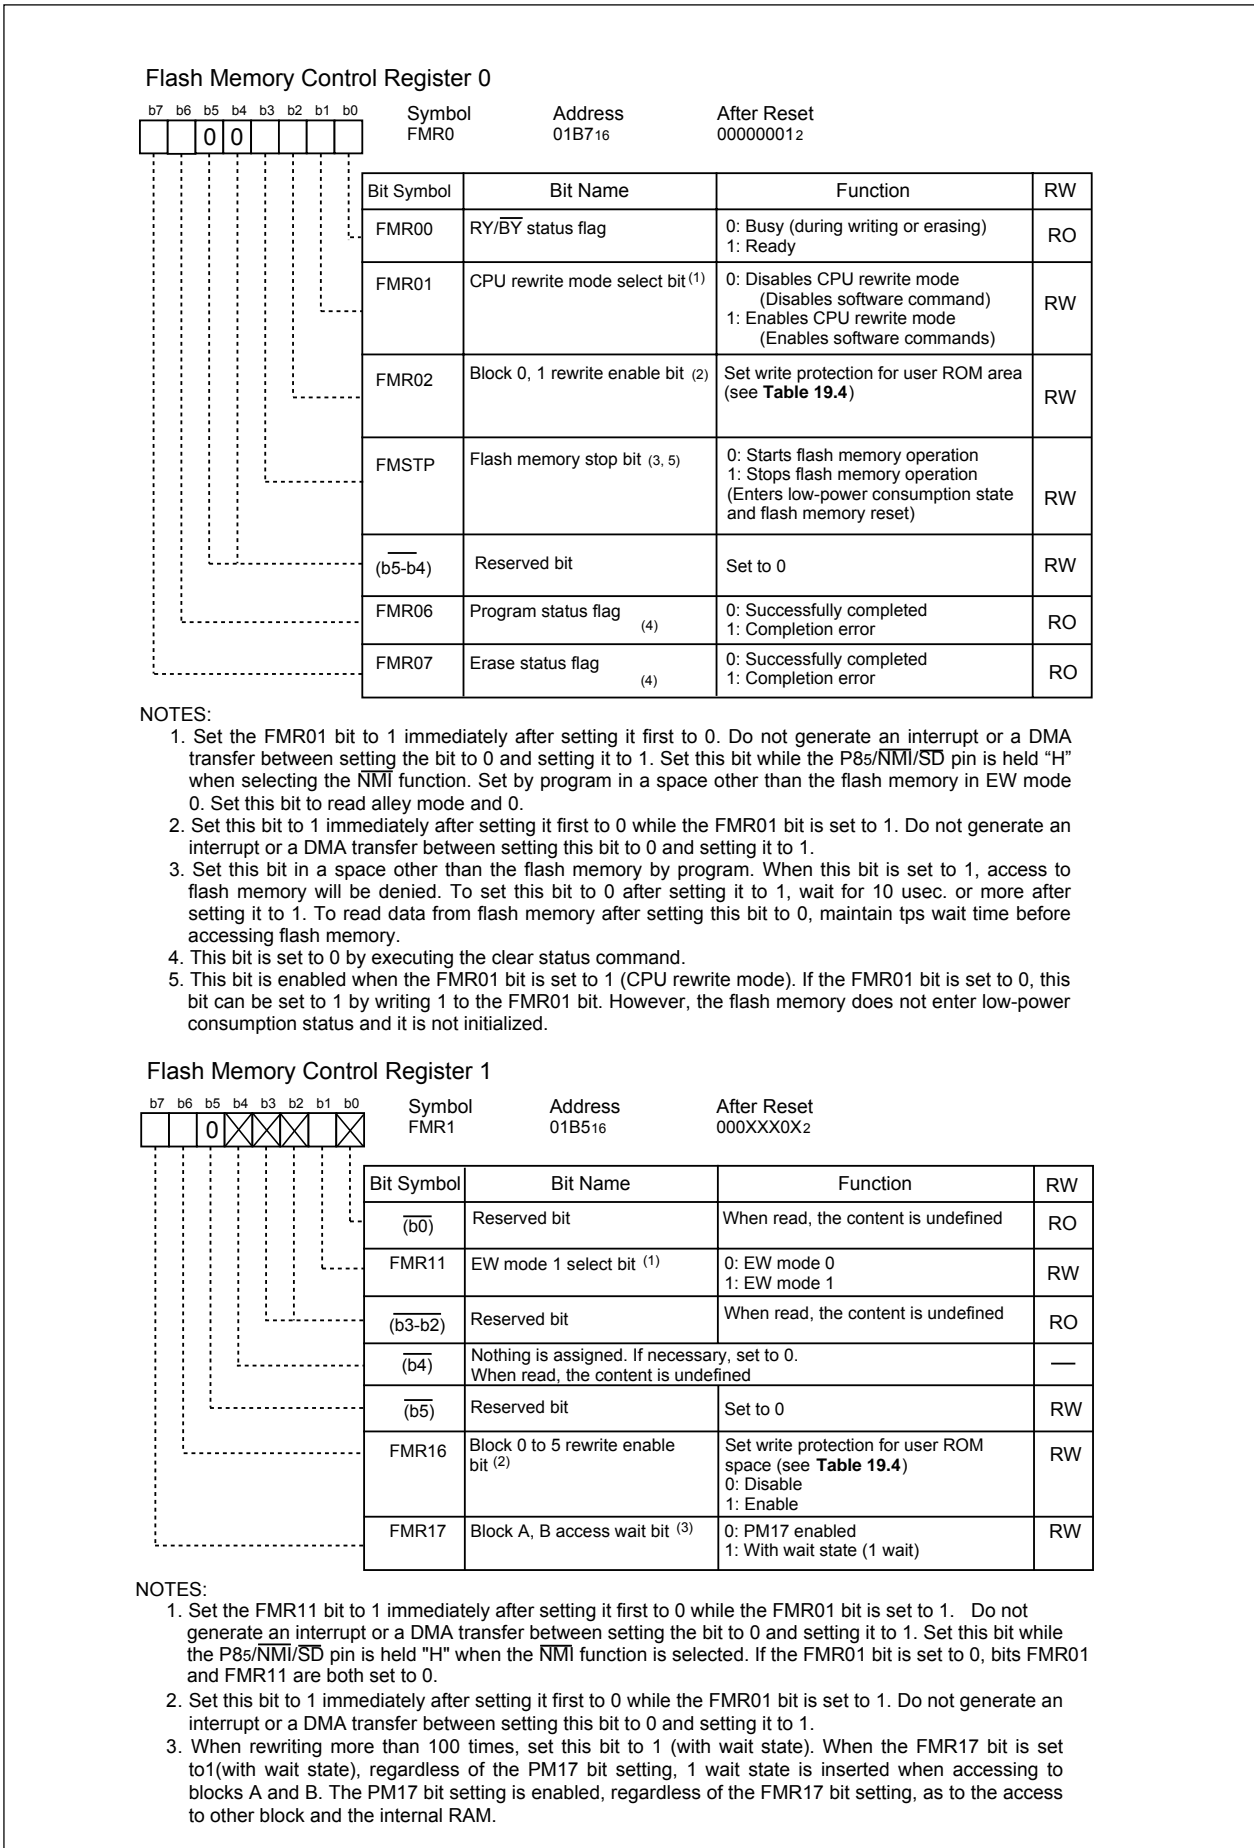 Flash Memory Control Register 0
b7 b6 b5 b4 b3 b2 b1 b0
Symbol Address After Reset
0 0
FMR0 01B716 000000012
Bit Symbol Bit Name Function RW
FMR00 RY/BY status flag 0: Busy (during writing or erasing)
1: Ready
RO
FMR01 CPU rewrite mode select bit (1) 0: Disables CPU rewrite mode
(Disables software command)
1: Enables CPU rewrite mode
(Enables software commands)
RW
FMR02 Block 0, 1 rewrite enable bit (2) Set write protection for user ROM area
(see Table 19.4)
RW
FMSTP Flash memory stop bit (3, 5) 0: Starts flash memory operation
1: Stops flash memory operation
(Enters low-power consumption state
and flash memory reset)
RW
(b5-b4) Reserved bit Set to 0 RW
FMR06 Program status flag (4) 0: Successfully completed
1: Completion error
RO
FMR07 Erase status flag (4) 0: Successfully completed
1: Completion error
RO
NOTES:
1. Set the FMR01 bit to 1 immediately after setting it first to 0. Do not generate an interrupt or a DMA
transfer between setting the bit to 0 and setting it to 1. Set this bit while the P85/NMI/SD pin is held “H”
when selecting the NMI function. Set by program in a space other than the flash memory in EW mode
0. Set this bit to read alley mode and 0.
2. Set this bit to 1 immediately after setting it first to 0 while the FMR01 bit is set to 1. Do not generate an
interrupt or a DMA transfer between setting this bit to 0 and setting it to 1.
3. Set this bit in a space other than the flash memory by program. When this bit is set to 1, access to
flash memory will be denied. To set this bit to 0 after setting it to 1, wait for 10 usec. or more after
setting it to 1. To read data from flash memory after setting this bit to 0, maintain tps wait time before
accessing flash memory.
4. This bit is set to 0 by executing the clear status command.
5. This bit is enabled when the FMR01 bit is set to 1 (CPU rewrite mode). If the FMR01 bit is set to 0, this
bit can be set to 1 by writing 1 to the FMR01 bit. However, the flash memory does not enter low-power
consumption status and it is not initialized.
Flash Memory Control Register 1
b7 b6 b5 b4 b3 b2 b1 b0
Symbol Address After Reset
0
FMR1 01B516 000XXX0X2
Bit Symbol Bit Name Function RW
(b0) Reserved bit When read, the content is undefined RO
FMR11 EW mode 1 select bit (1) 0: EW mode 0
1: EW mode 1
RW
(b3-b2) Reserved bit When read, the content is undefined RO
(b4) Nothing is assigned. If necessary, set to 0.
When read, the content is undefined
—
(b5) Reserved bit Set to 0 RW
FMR16 Block 0 to 5 rewrite enable
bit (2)
Set write protection for user ROM
space (see Table 19.4)
0: Disable
1: Enable
RW
FMR17 Block A, B access wait bit (3) 0: PM17 enabled
1: With wait state (1 wait)
RW
NOTES:
1. Set the FMR11 bit to 1 immediately after setting it first to 0 while the FMR01 bit is set to 1. Do not
generate an interrupt or a DMA transfer between setting the bit to 0 and setting it to 1. Set this bit while
the P85/NMI/SD pin is held "H" when the NMI function is selected. If the FMR01 bit is set to 0, bits FMR01
and FMR11 are both set to 0.
2. Set this bit to 1 immediately after setting it first to 0 while the FMR01 bit is set to 1. Do not generate an
interrupt or a DMA transfer between setting this bit to 0 and setting it to 1.
3. When rewriting more than 100 times, set this bit to 1 (with wait state). When the FMR17 bit is set
to1(with wait state), regardless of the PM17 bit setting, 1 wait state is inserted when accessing to
blocks A and B. The PM17 bit setting is enabled, regardless of the FMR17 bit setting, as to the access
to other block and the internal RAM.